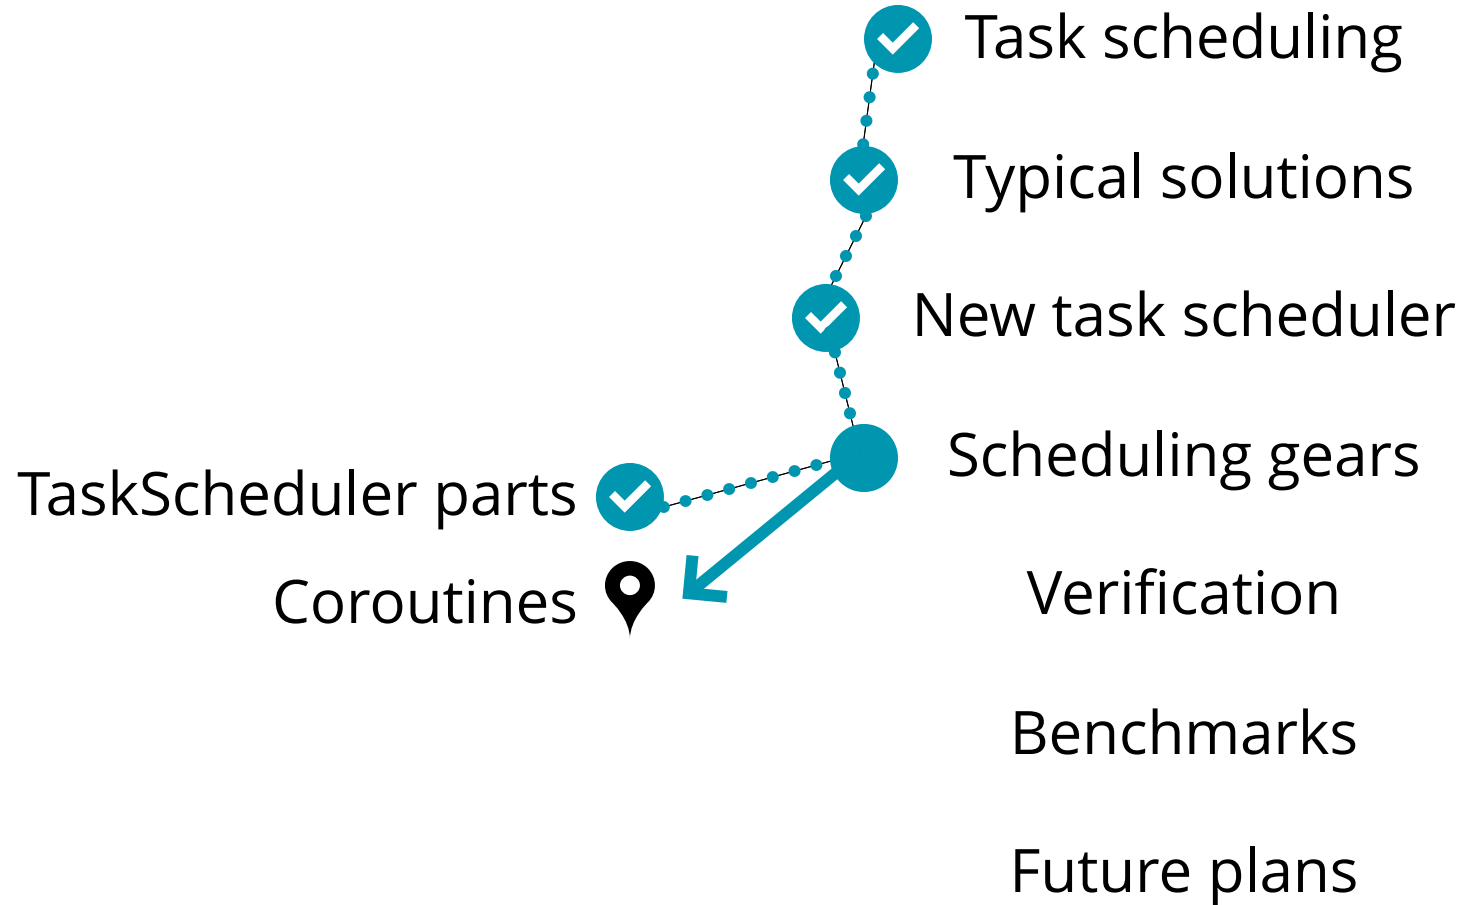 Task scheduling
Typical solutions
New task scheduler
Scheduling gears
TaskScheduler parts
Coroutines
Verification
Benchmarks
Future plans